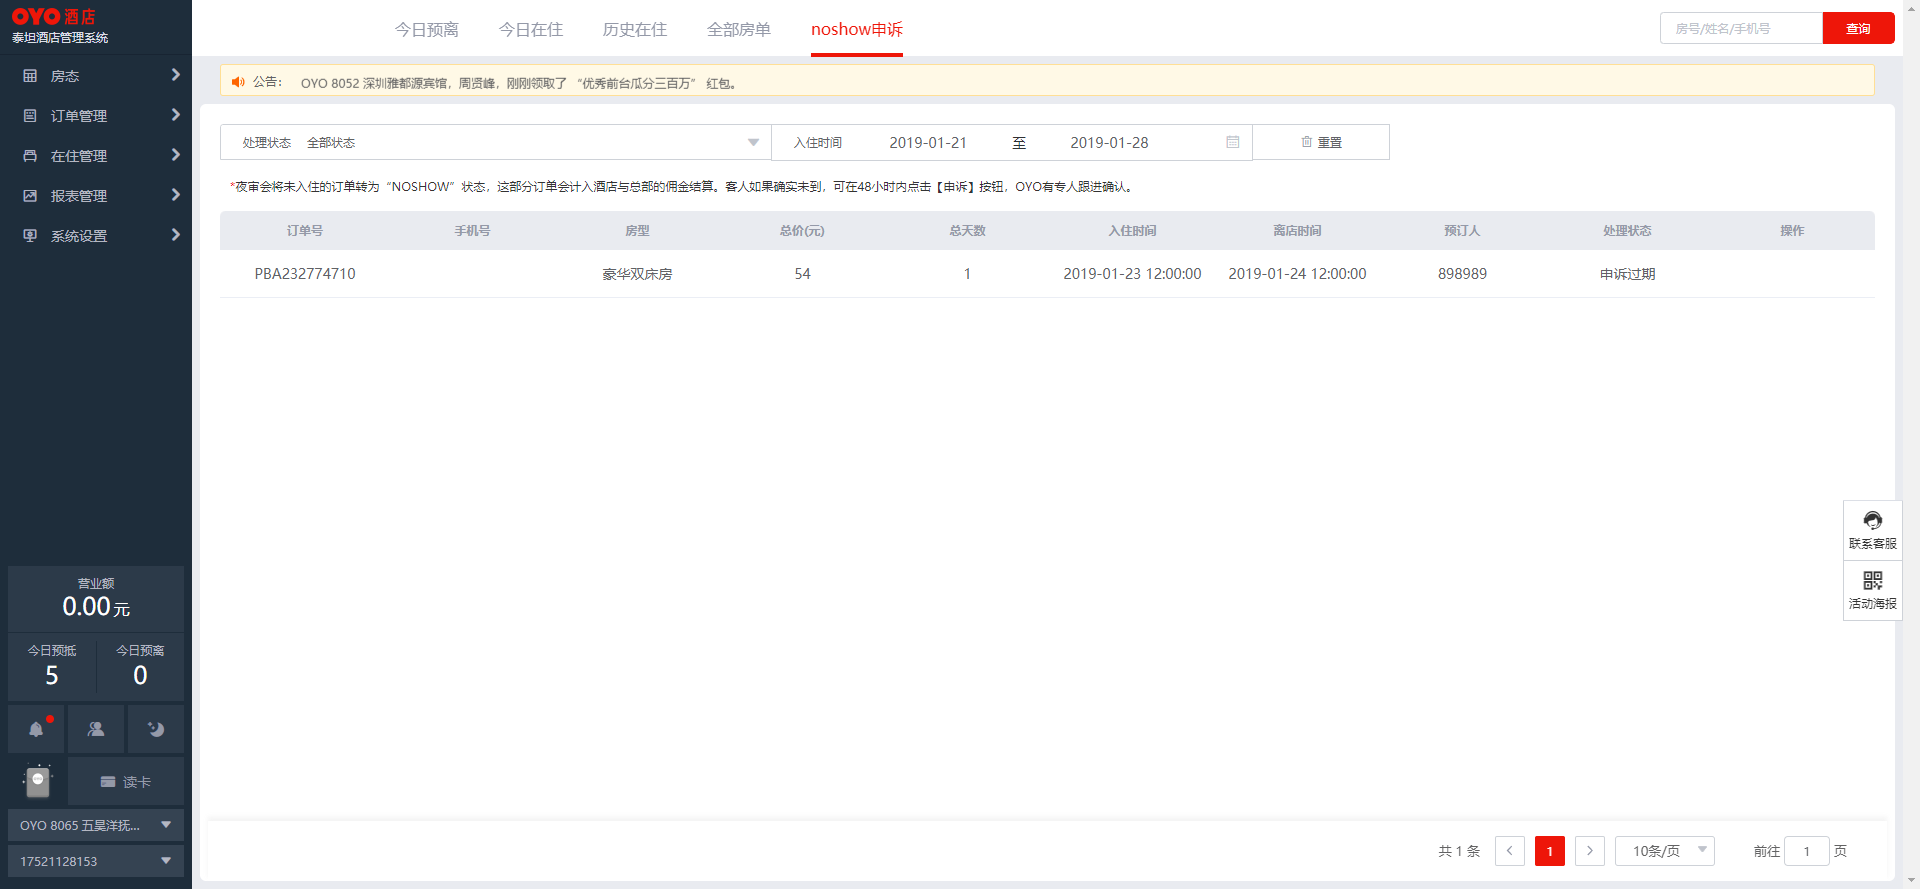 OYO 酒店
泰坦酒店管理系统
房态
订单管理
在住管理
报表管理
系统设置
营业额
0.00元
今日预抵 今日预离
5 0
读卡
OYO 8065 五昊洋抚...
17521128153
今日预离 今日在住 历史在住 全部房单 noshow申诉
房号/姓名/手机号 查询
公告： OYO 8052 深圳雅都源宾馆，周贤峰，刚刚领取了 “优秀前台瓜分三百万” 红包。
处理状态 全部状态 入住时间 2019-01-21 至 2019-01-28 重置
*夜审会将未入住的订单转为“NOSHOW”状态，这部分订单会计入酒店与总部的佣金结算。客人如果确实未到，可在48小时内点击【申诉】按钮，OYO有专人跟进确认。
订单号 手机号 房型 总价(元) 总天数 入住时间 离店时间 预订人 处理状态 操作
PBA232774710 豪华双床房 54 1 2019-01-23 12:00:00 2019-01-24 12:00:00 898989 申诉过期
联系客服
活动海报
共 1 条 1 10条/页 前往 1 页